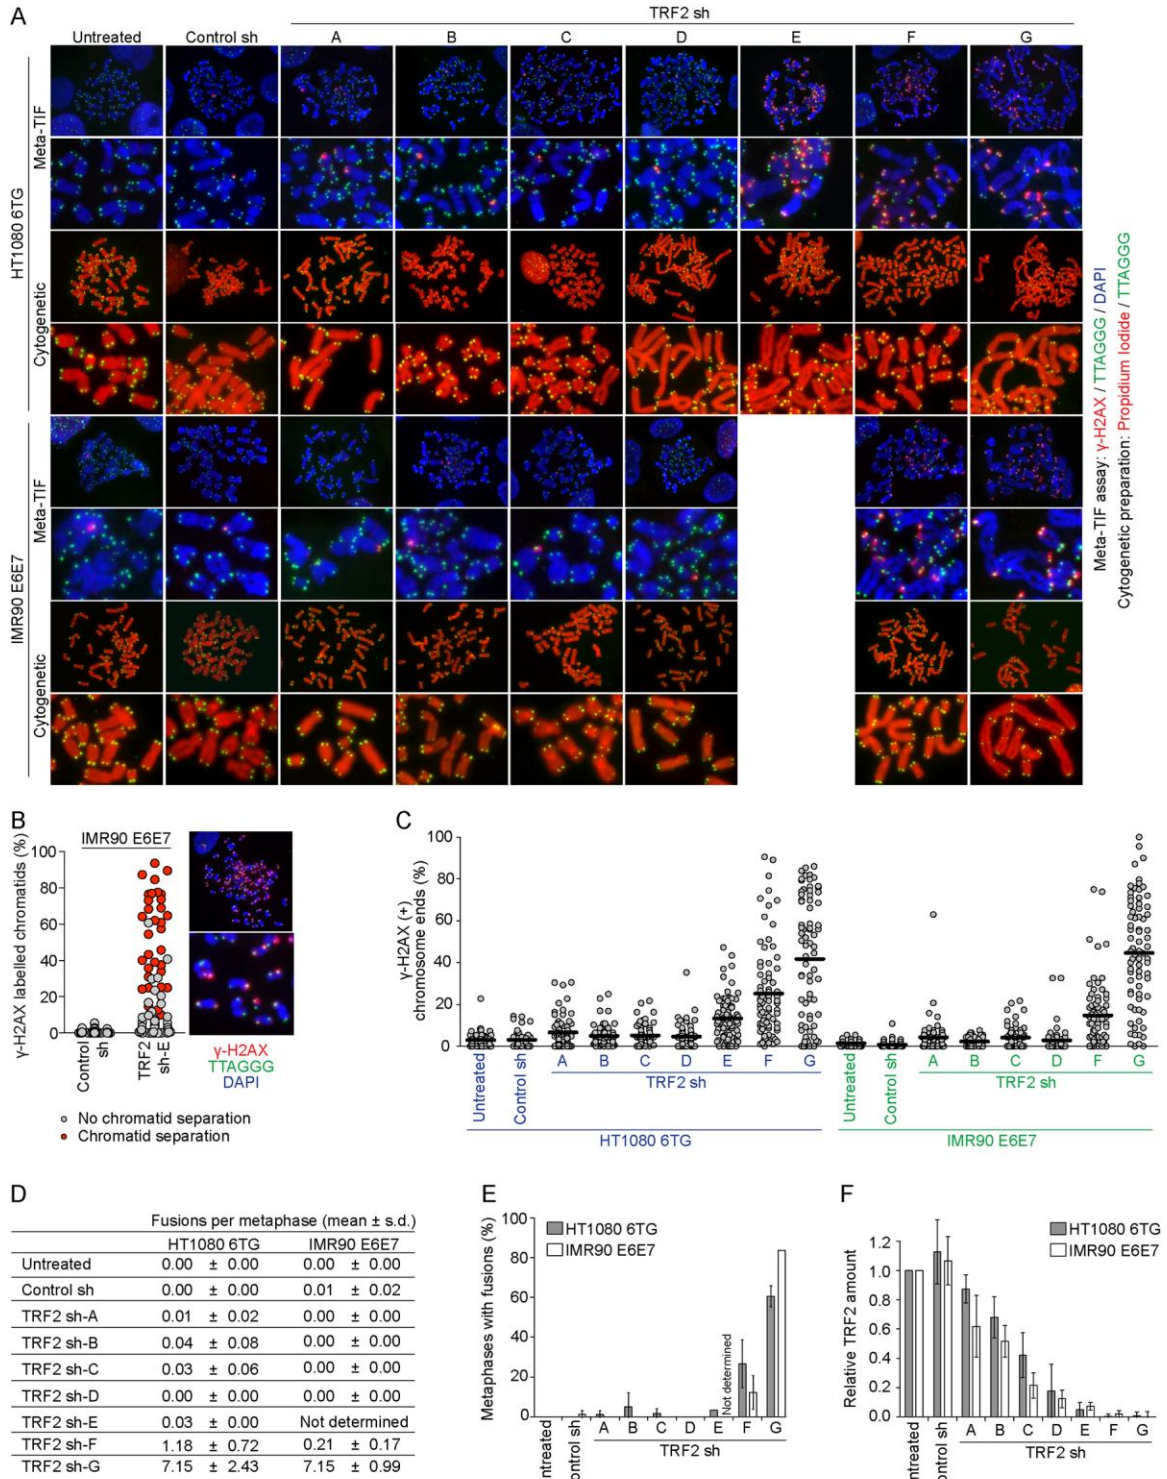 A
TRF2 sh
Untreated Control sh A B C D E F G
HT1080 6TG
Meta-TIF
Cytogenetic
IMR90 E6E7
Meta-TIF
Cytogenetic
Meta-TIF assay: γ-H2AX / TTAGGG / DAPI
Cytogenetic preparation: Propidium Iodide / TTAGGG
B
IMR90 E6E7
γ-H2AX labelled chromatids (%)
100
80
60
40
20
0
Control sh
TRF2 sh-E
γ-H2AX
TTAGGG
DAPI
No chromatid separation
Chromatid separation
C
γ-H2AX (+)
chromosome ends (%)
100
80
60
40
20
0
Untreated Control sh A B C D E F G
TRF2 sh
HT1080 6TG
Untreated Control sh A B C D F G
TRF2 sh
IMR90 E6E7
D
Fusions per metaphase (mean ± s.d.)
HT1080 6TG IMR90 E6E7
Untreated 0.00 ± 0.00 0.00 ± 0.00
Control sh 0.00 ± 0.00 0.01 ± 0.02
TRF2 sh-A 0.01 ± 0.02 0.00 ± 0.00
TRF2 sh-B 0.04 ± 0.08 0.00 ± 0.00
TRF2 sh-C 0.03 ± 0.06 0.00 ± 0.00
TRF2 sh-D 0.00 ± 0.00 0.00 ± 0.00
TRF2 sh-E 0.03 ± 0.00 Not determined
TRF2 sh-F 1.18 ± 0.72 0.21 ± 0.17
TRF2 sh-G 7.15 ± 2.43 7.15 ± 0.99
E
Metaphases with fusions (%)
100
80
60
40
20
0
HT1080 6TG
IMR90 E6E7
Not determined
ntreated ontrol sh A B C D E F G
TRF2 sh
F
Relative TRF2 amount
1.2
1.0
0.8
0.6
0.4
0.2
0.0
HT1080 6TG
IMR90 E6E7
ntreated ontrol sh A B C D E F G
TRF2 sh